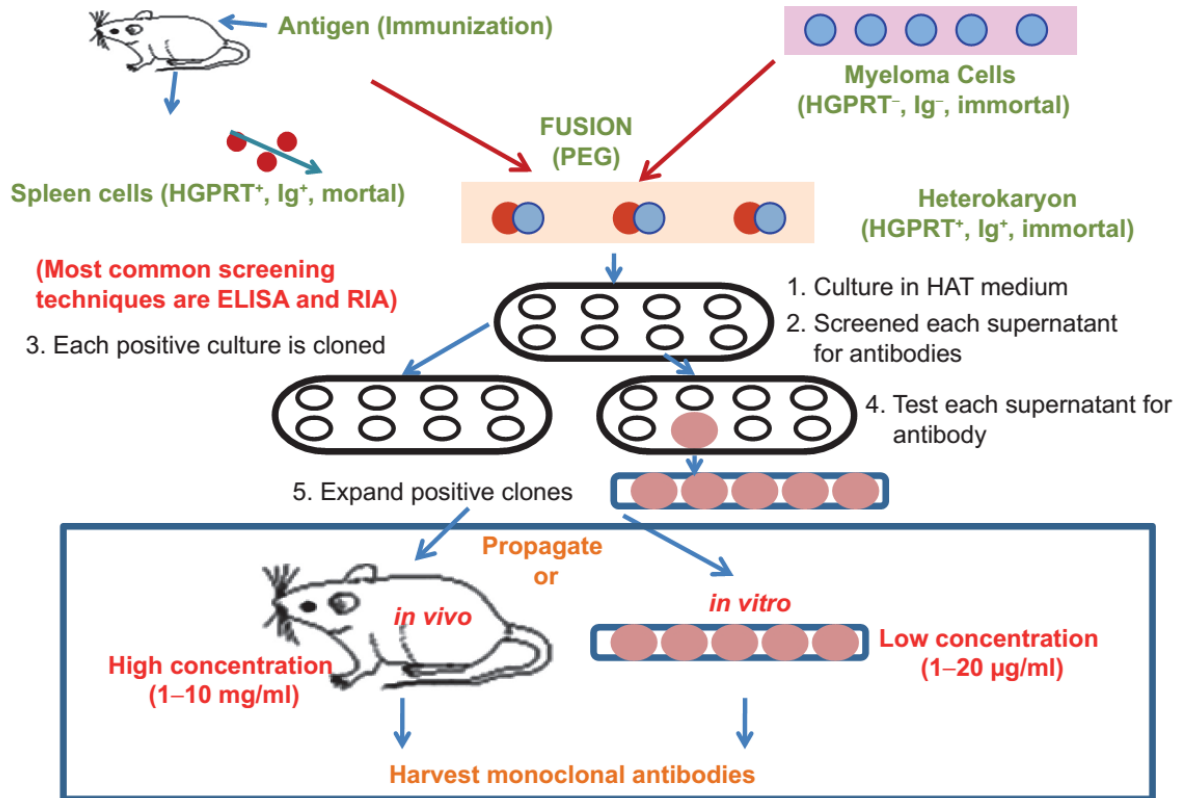 Antigen (Immunization)
Myeloma Cells
(HGPRT⁻, Ig⁻, immortal)
FUSION
(PEG)
Spleen cells (HGPRT⁺, Ig⁺, mortal)
Heterokaryon
(HGPRT⁺, Ig⁺, immortal)
(Most common screening
techniques are ELISA and RIA)
1. Culture in HAT medium
2. Screened each supernatant
for antibodies
3. Each positive culture is cloned
4. Test each supernatant for
antibody
5. Expand positive clones
Propagate
or
in vivo
in vitro
High concentration
(1–10 mg/ml)
Low concentration
(1–20 µg/ml)
Harvest monoclonal antibodies